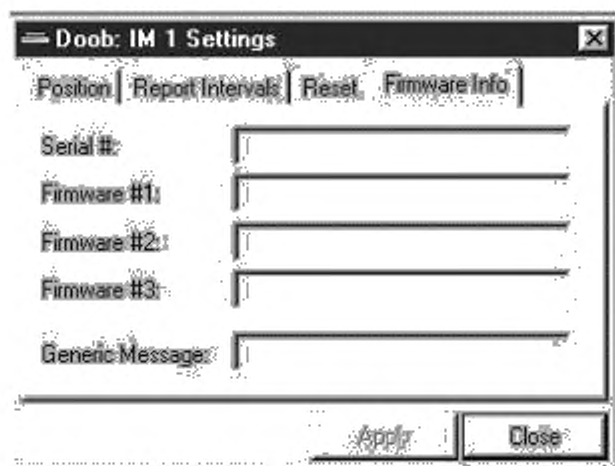 Doob: IM 1 Settings
Position Report Intervals Reset Firmware Info
Serial #:
Firmware #1:
Firmware #2:
Firmware #3:
Generic Message:
Apply Close